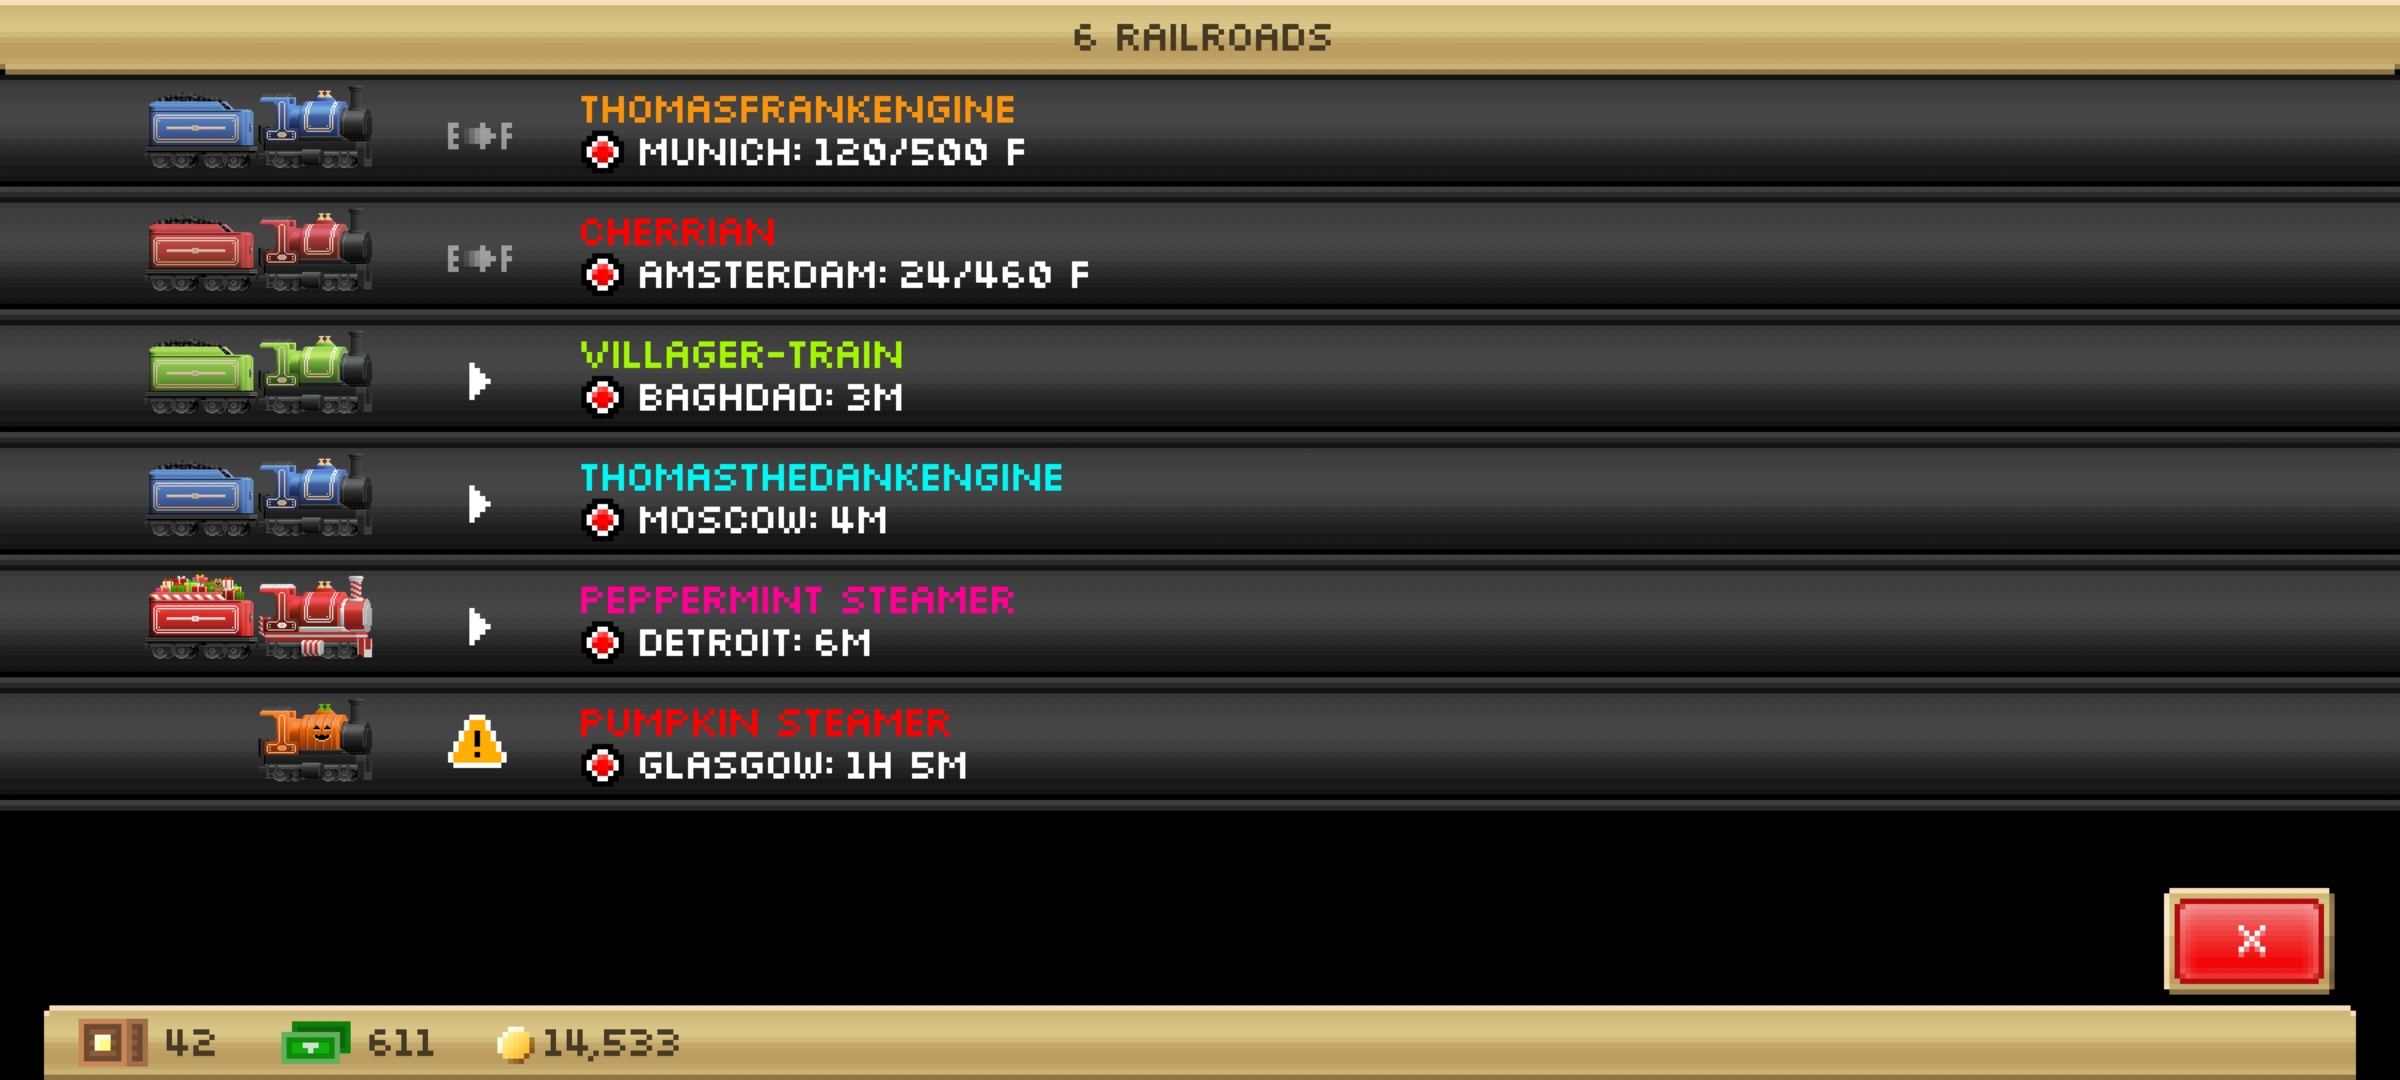 6 RAILROADS
THOMASFRANKENGINE
E F
MUNICH: 120/500 F
CHERRIAN
E F
AMSTERDAM: 24/460 F
VILLAGER-TRAIN
BAGHDAD: 3M
THOMASTHEDANKENGINE
MOSCOW: 4M
PEPPERMINT STEAMER
DETROIT: 6M
PUMPKIN STEAMER
!
GLASGOW: 1H 5M
X
42 611 14,533